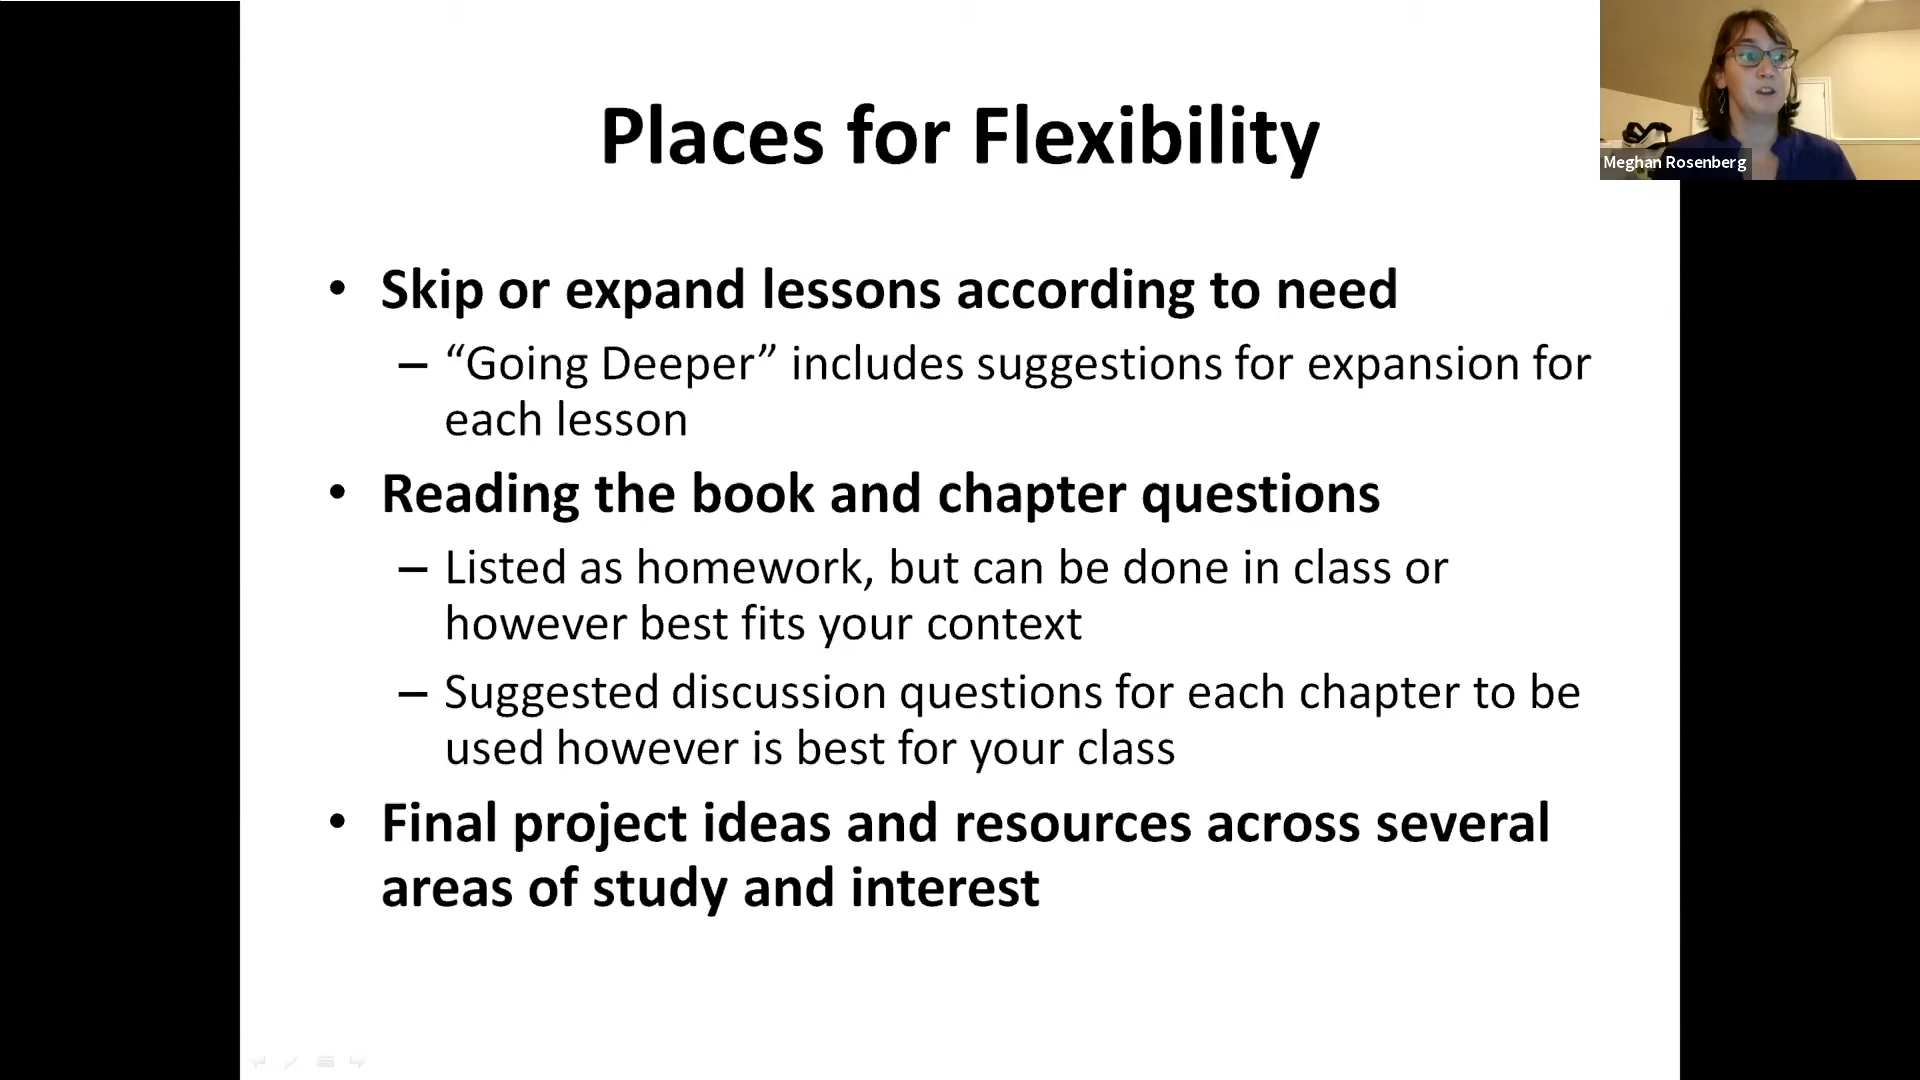 Places for Flexibility
• Skip or expand lessons according to need
– “Going Deeper” includes suggestions for expansion for
each lesson
• Reading the book and chapter questions
– Listed as homework, but can be done in class or
however best fits your context
– Suggested discussion questions for each chapter to be
used however is best for your class
• Final project ideas and resources across several
areas of study and interest
Meghan Rosenberg